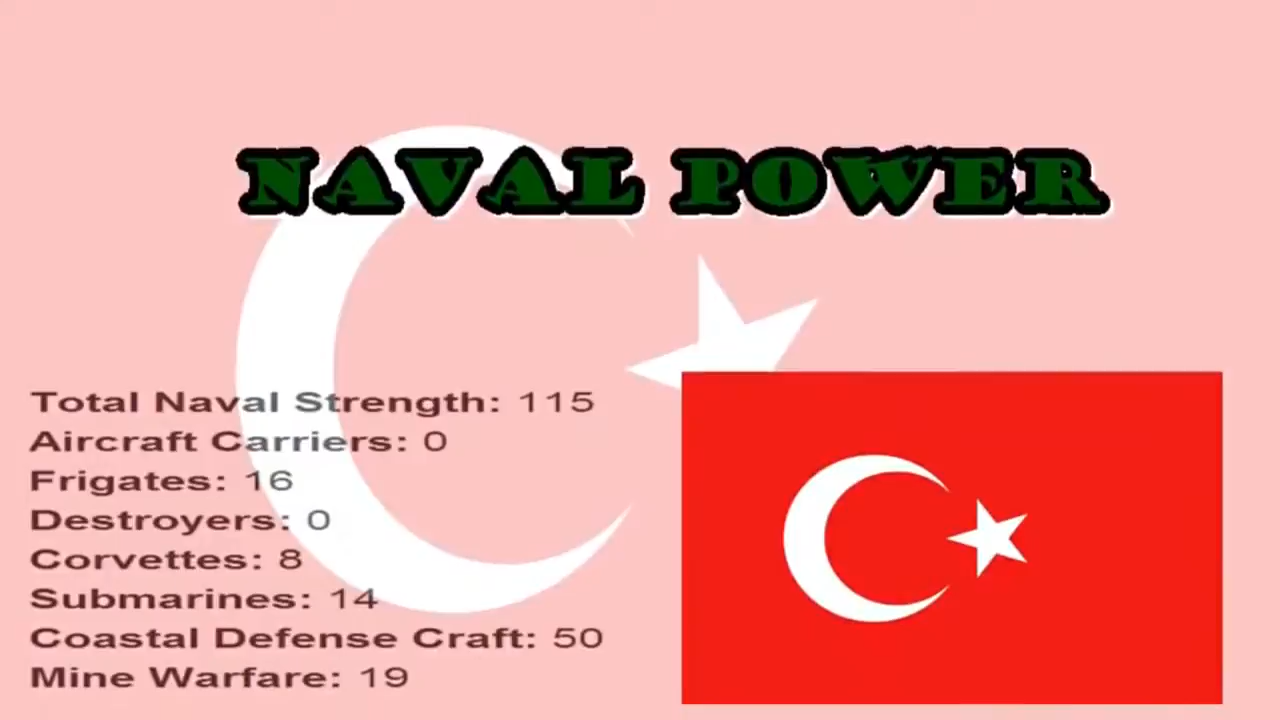 NAVAL POWER
Total Naval Strength: 115
Aircraft Carriers: 0
Frigates: 16
Destroyers: 0
Corvettes: 8
Submarines: 14
Coastal Defense Craft: 50
Mine Warfare: 19